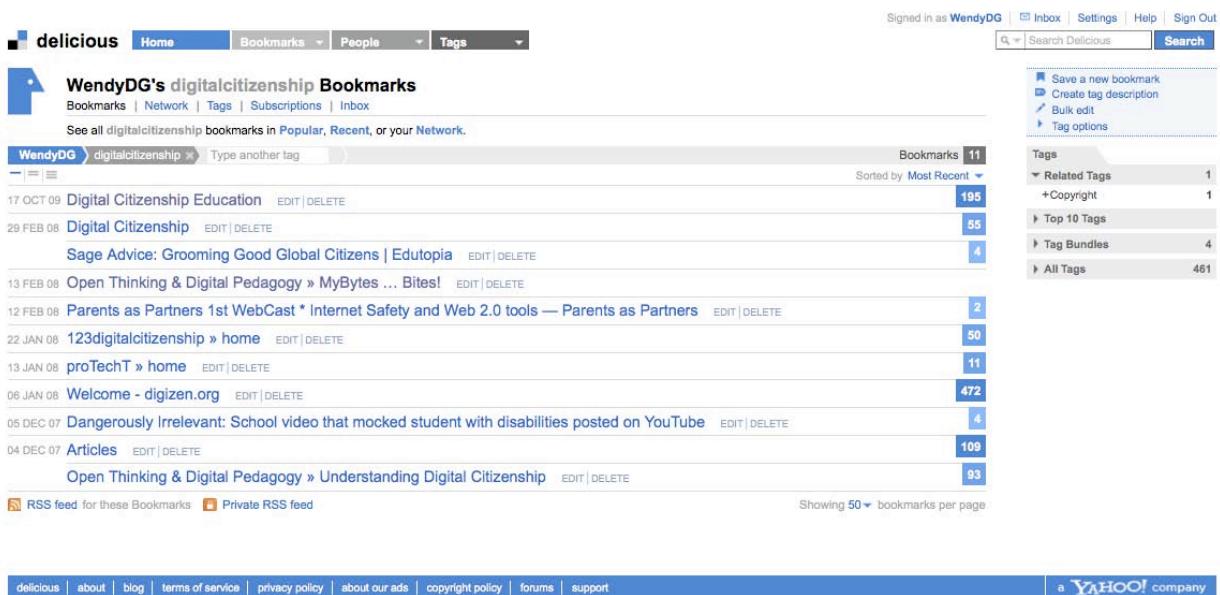 Signed in as WendyDG | Inbox | Settings | Help | Sign Out
delicious Home Bookmarks People Tags Search Delicious Search
WendyDG's digitalcitizenship Bookmarks
Bookmarks | Network | Tags | Subscriptions | Inbox
See all digitalcitizenship bookmarks in Popular, Recent, or your Network.
WendyDG digitalcitizenship × Type another tag Bookmarks 11
Sorted by Most Recent
17 OCT 09 Digital Citizenship Education EDIT | DELETE 195
29 FEB 08 Digital Citizenship EDIT | DELETE 55
Sage Advice: Grooming Good Global Citizens | Edutopia EDIT | DELETE 4
13 FEB 08 Open Thinking & Digital Pedagogy » MyBytes … Bites! EDIT | DELETE
12 FEB 08 Parents as Partners 1st WebCast * Internet Safety and Web 2.0 tools — Parents as Partners EDIT | DELETE 2
22 JAN 08 123digitalcitizenship » home EDIT | DELETE 50
13 JAN 08 proTechT » home EDIT | DELETE 11
06 JAN 08 Welcome - digizen.org EDIT | DELETE 472
05 DEC 07 Dangerously Irrelevant: School video that mocked student with disabilities posted on YouTube EDIT | DELETE 4
04 DEC 07 Articles EDIT | DELETE 109
Open Thinking & Digital Pedagogy » Understanding Digital Citizenship EDIT | DELETE 93
RSS feed for these Bookmarks Private RSS feed Showing 50 bookmarks per page
Save a new bookmark
Create tag description
Bulk edit
Tag options
Tags
Related Tags 1
+Copyright 1
Top 10 Tags
Tag Bundles 4
All Tags 461
delicious | about | blog | terms of service | privacy policy | about our ads | copyright policy | forums | support a YAHOO! company